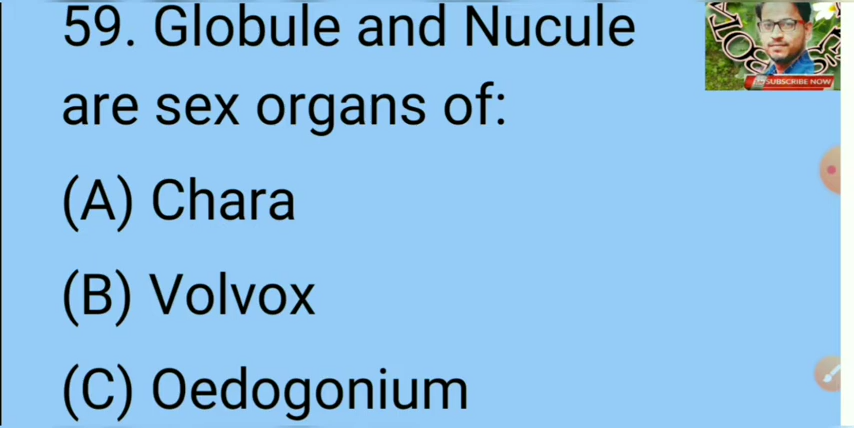 59. Globule and Nucule
are sex organs of:
(A) Chara
(B) Volvox
(C) Oedogonium
SUBSCRIBE NOW